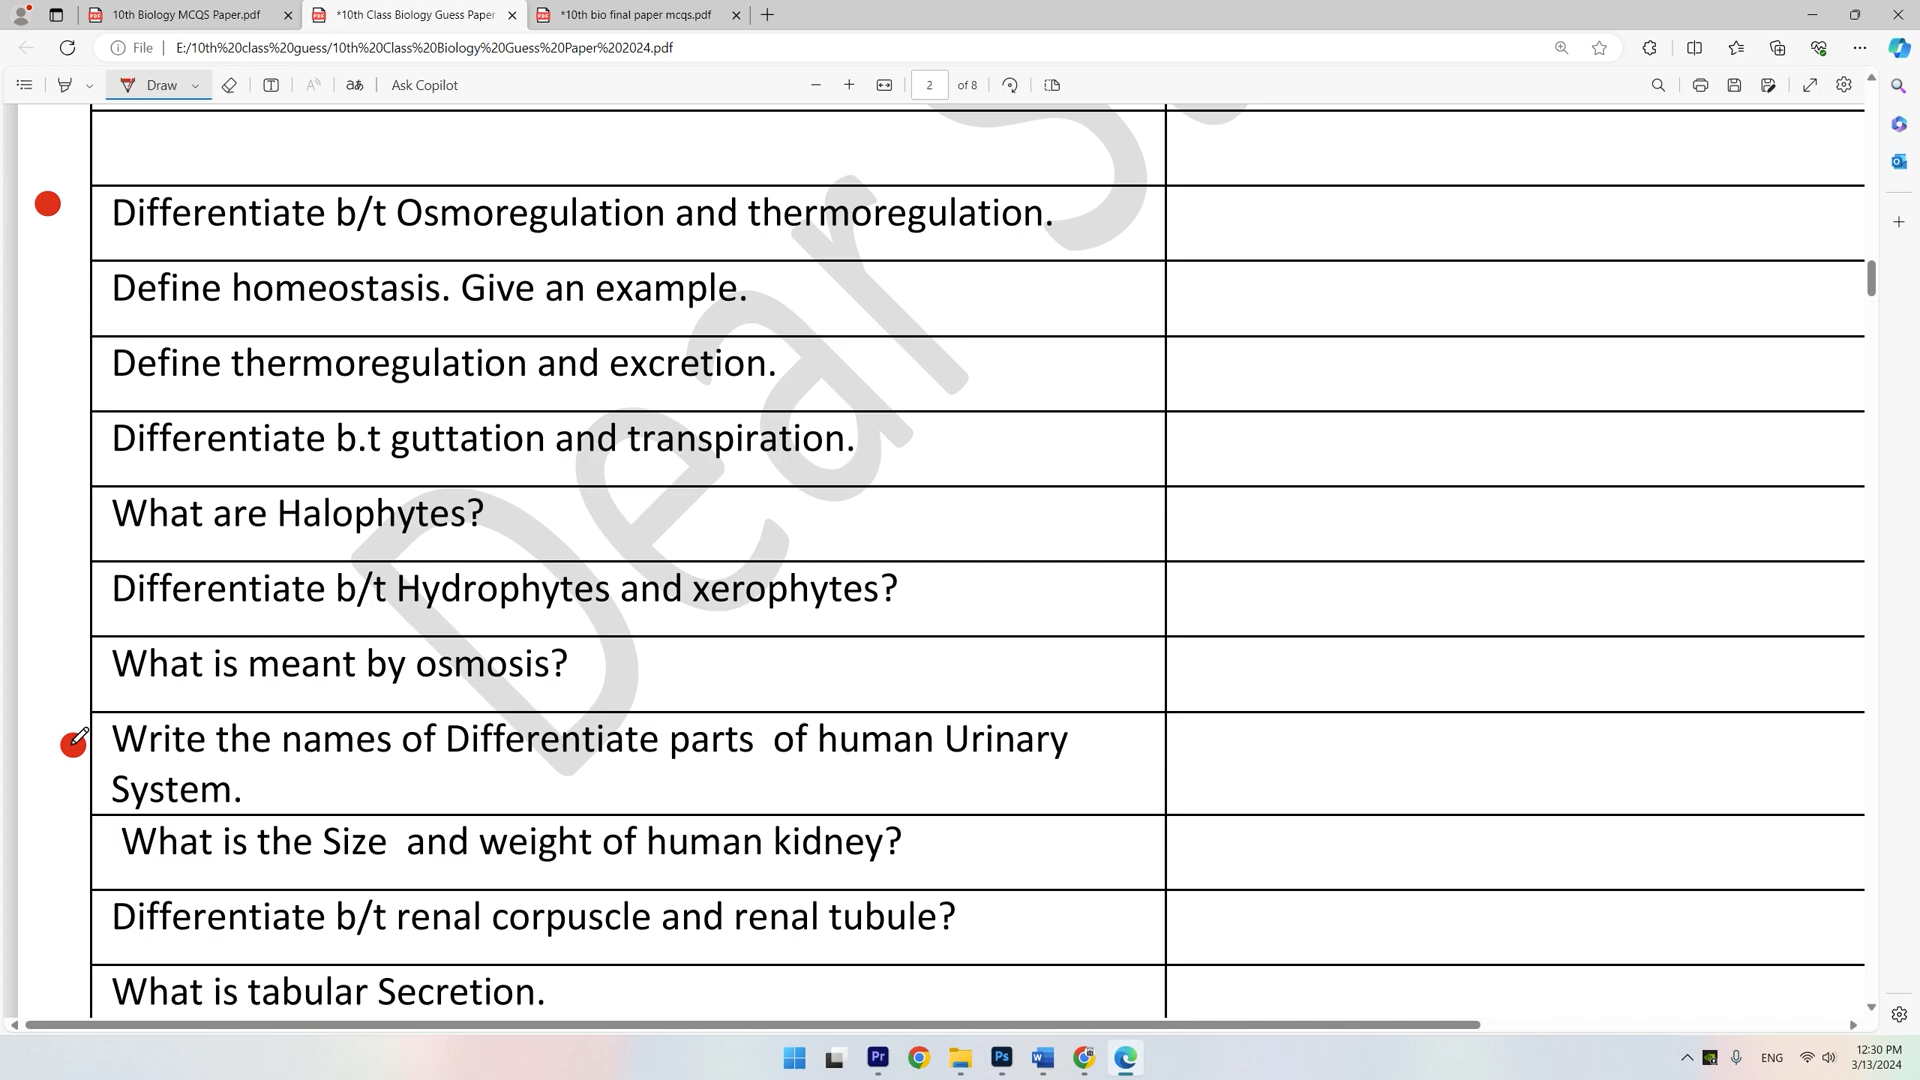 10th Biology MCQS Paper.pdf
*10th Class Biology Guess Paper
*10th bio final paper mcqs.pdf
File
E:/10th%20class%20guess/10th%20Class%20Biology%20Guess%20Paper%202024.pdf
Draw
Ask Copilot
2
of 8
Dear S
Differentiate b/t Osmoregulation and thermoregulation.
Define homeostasis. Give an example.
Define thermoregulation and excretion.
Differentiate b.t guttation and transpiration.
What are Halophytes?
Differentiate b/t Hydrophytes and xerophytes?
What is meant by osmosis?
Write the names of Differentiate parts of human Urinary
System.
What is the Size and weight of human kidney?
Differentiate b/t renal corpuscle and renal tubule?
What is tabular Secretion.
ENG
12:30 PM
3/13/2024